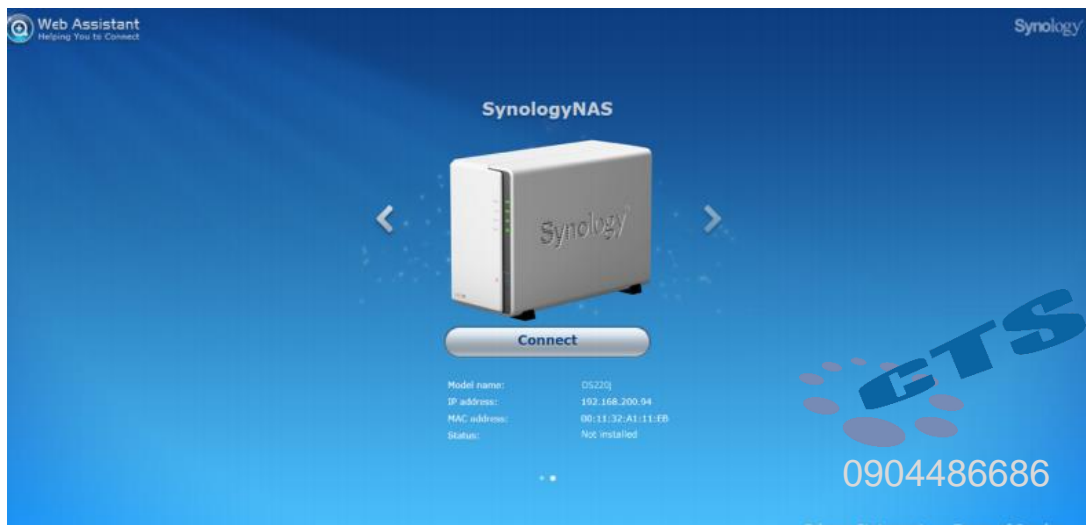 Web Assistant
Helping You to Connect
Synology
SynologyNAS
Synology
Connect
Model name: DS220j
IP address: 192.168.200.94
MAC address: 00:11:32:A1:11:EB
Status: Not installed
CTS
0904486686